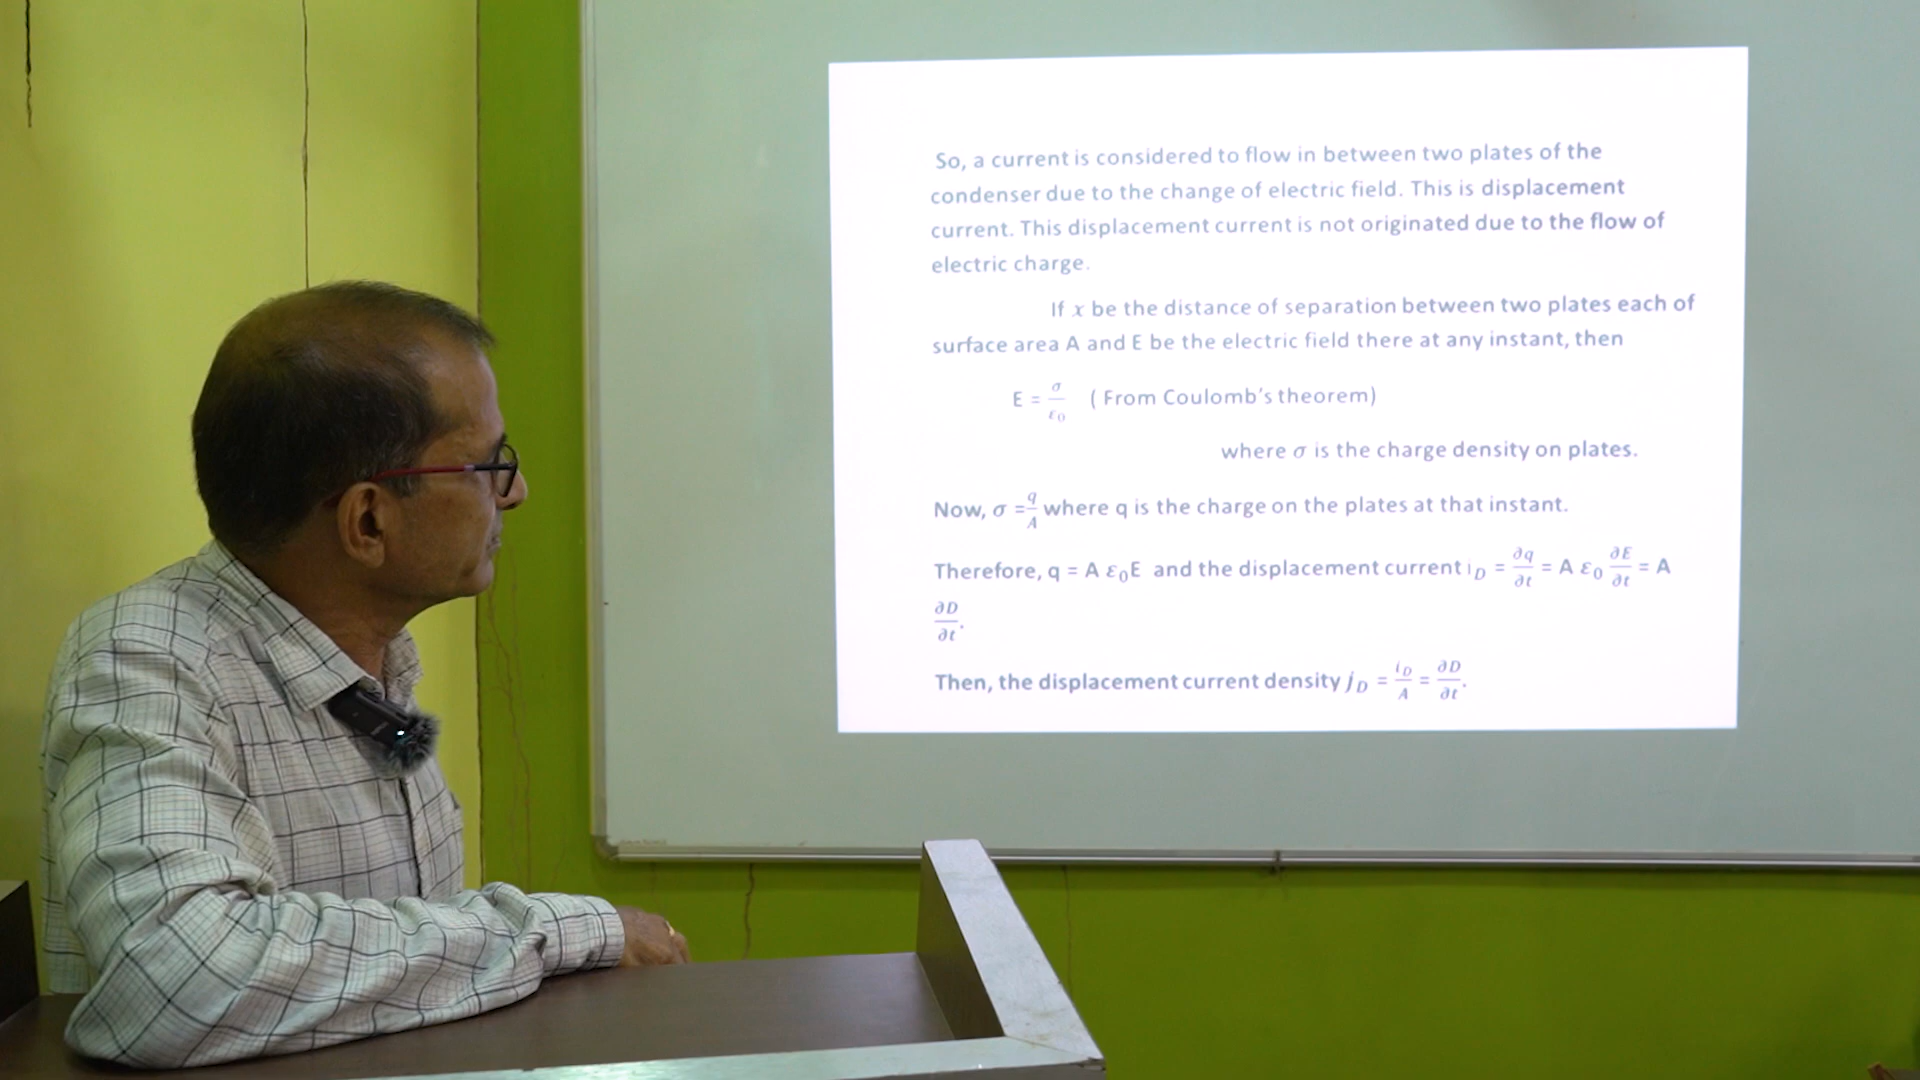 So, a current is considered to flow in between two plates of the
condenser due to the change of electric field. This is displacement
current. This displacement current is not originated due to the flow of
electric charge.
If x be the distance of separation between two plates each of
surface area A and E be the electric field there at any instant, then
E = σ/ε₀ ( From Coulomb's theorem)
where σ is the charge density on plates.
Now, σ = q/A where q is the charge on the plates at that instant.
Therefore, q = A ε₀E and the displacement current i_D = ∂q/∂t = A ε₀ ∂E/∂t = A
∂D/∂t.
Then, the displacement current density j_D = i_D/A = ∂D/∂t.